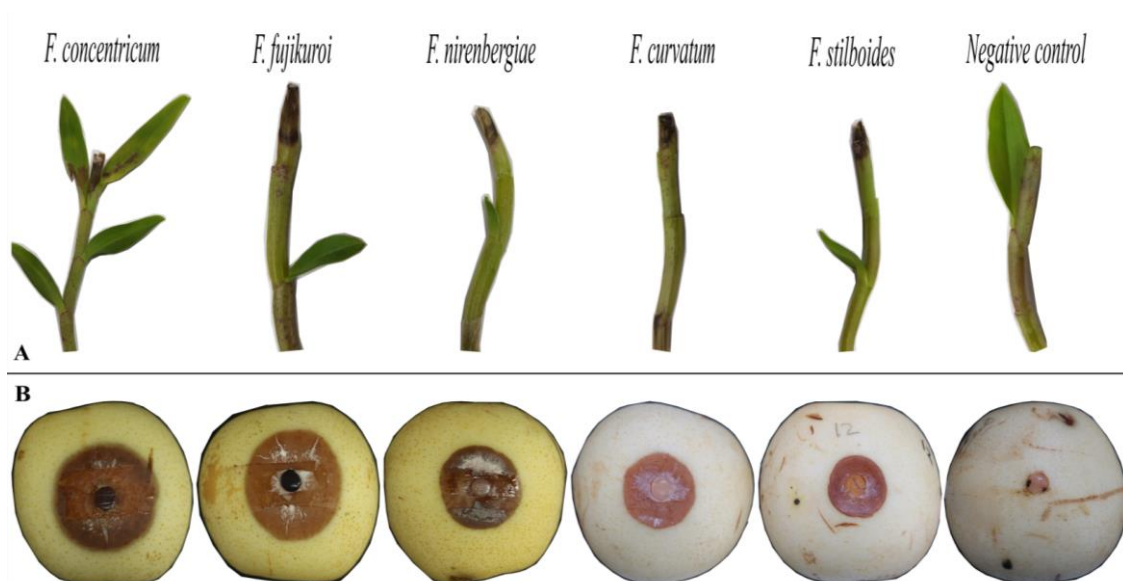 F. concentricum F. fujikuroi F. nirenbergiae F. curvatum F. stilboides Negative control
A
B
12